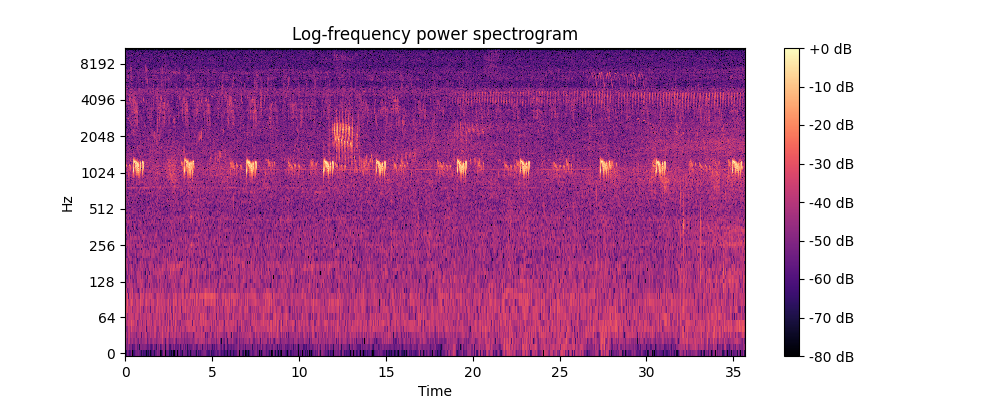 Log-frequency power spectrogram
8192
4096
2048
1024
512
256
128
64
0
Hz
0 5 10 15 20 25 30 35
Time
+0 dB
-10 dB
-20 dB
-30 dB
-40 dB
-50 dB
-60 dB
-70 dB
-80 dB